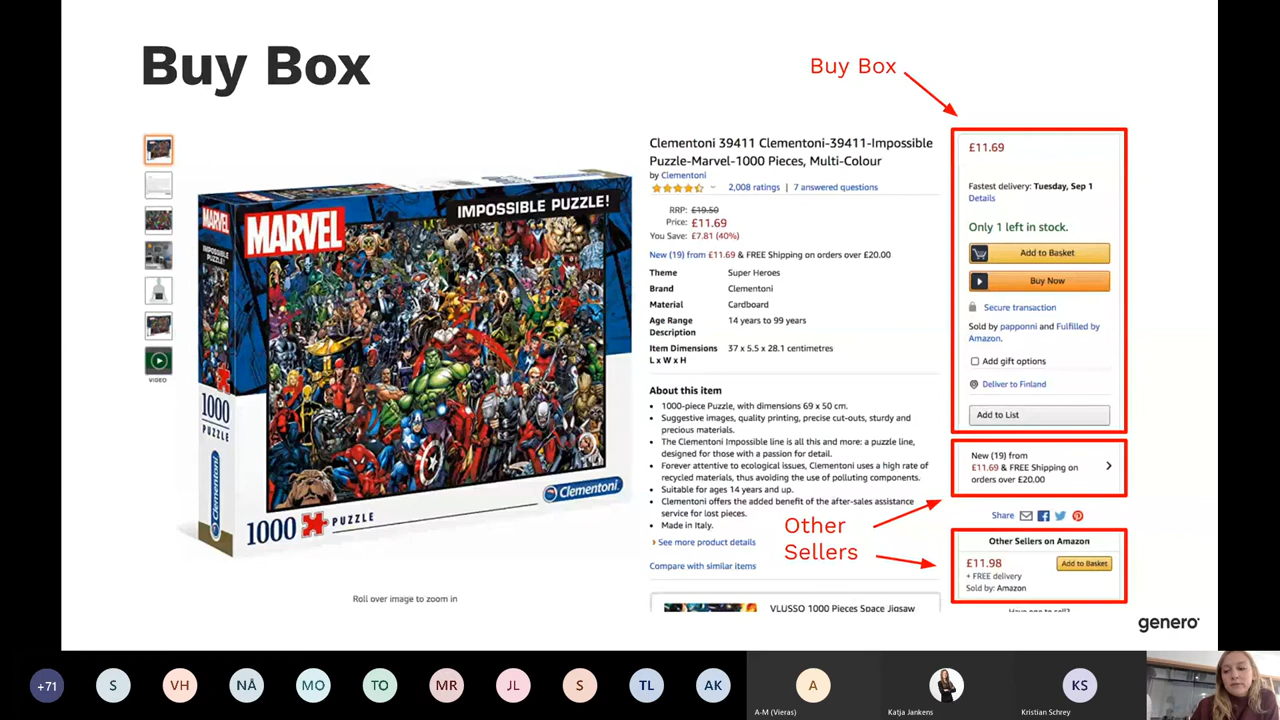 Buy Box
Buy Box
VIDEO
MARVEL
IMPOSSIBLE PUZZLE!
MARVEL
IMPOSSIBLE
PUZZLE!
1000
PUZZLE
Clementoni
1000 PUZZLE
Clementoni
Roll over image to zoom in
Clementoni 39411 Clementoni-39411-Impossible
Puzzle-Marvel-1000 Pieces, Multi-Colour
by Clementoni
2,008 ratings | 7 answered questions
RRP: £19.50
Price: £11.69
You Save: £7.81 (40%)
New (19) from £11.69 & FREE Shipping on orders over £20.00
Theme Super Heroes
Brand Clementoni
Material Cardboard
Age Range 14 years to 99 years
Description
Item Dimensions 37 x 5.5 x 28.1 centimetres
L x W x H
About this item
• 1000-piece Puzzle, with dimensions 69 x 50 cm.
• Suggestive images, quality printing, precise cut-outs, sturdy and
precious materials.
• The Clementoni Impossible line is all this and more: a puzzle line,
designed for those with a passion for detail.
• Forever attentive to ecological issues, Clementoni uses a high rate of
recycled materials, thus avoiding the use of polluting components.
• Suitable for ages 14 years and up.
• Clementoni offers the added benefit of the after-sales assistance
service for lost pieces.
• Made in Italy.
› See more product details
Compare with similar items
VLUSSO 1000 Pieces Space Jigsaw
£11.69
Fastest delivery: Tuesday, Sep 1
Details
Only 1 left in stock.
Add to Basket
Buy Now
Secure transaction
Sold by papponni and Fulfilled by
Amazon.
Add gift options
Deliver to Finland
Add to List
New (19) from
£11.69 & FREE Shipping on
orders over £20.00
Share
Other
Sellers
Other Sellers on Amazon
£11.98
Add to Basket
+ FREE delivery
Sold by: Amazon
Have one to sell?
genero
+71
S
VH
NÅ
MO
TO
MR
JL
S
TL
AK
A
A-M (Vieras)
Katja Jankens
KS
Kristian Schrey